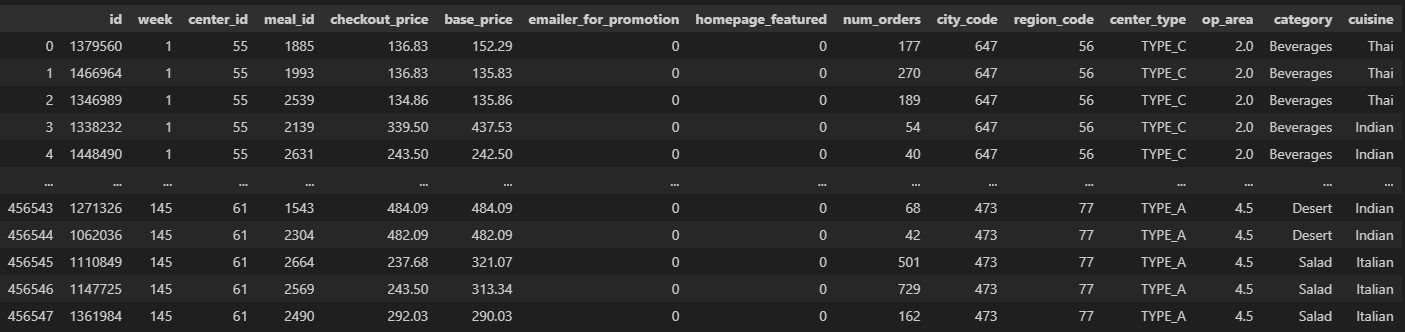 id week center_id meal_id checkout_price base_price emailer_for_promotion homepage_featured num_orders city_code region_code center_type op_area category cuisine
0 1379560 1 55 1885 136.83 152.29 0 0 177 647 56 TYPE_C 2.0 Beverages Thai
1 1466964 1 55 1993 136.83 135.83 0 0 270 647 56 TYPE_C 2.0 Beverages Thai
2 1346989 1 55 2539 134.86 135.86 0 0 189 647 56 TYPE_C 2.0 Beverages Thai
3 1338232 1 55 2139 339.50 437.53 0 0 54 647 56 TYPE_C 2.0 Beverages Indian
4 1448490 1 55 2631 243.50 242.50 0 0 40 647 56 TYPE_C 2.0 Beverages Indian
... ... ... ... ... ... ... ... ... ... ... ... ... ... ... ...
456543 1271326 145 61 1543 484.09 484.09 0 0 68 473 77 TYPE_A 4.5 Desert Indian
456544 1062036 145 61 2304 482.09 482.09 0 0 42 473 77 TYPE_A 4.5 Desert Indian
456545 1110849 145 61 2664 237.68 321.07 0 0 501 473 77 TYPE_A 4.5 Salad Italian
456546 1147725 145 61 2569 243.50 313.34 0 0 729 473 77 TYPE_A 4.5 Salad Italian
456547 1361984 145 61 2490 292.03 290.03 0 0 162 473 77 TYPE_A 4.5 Salad Italian